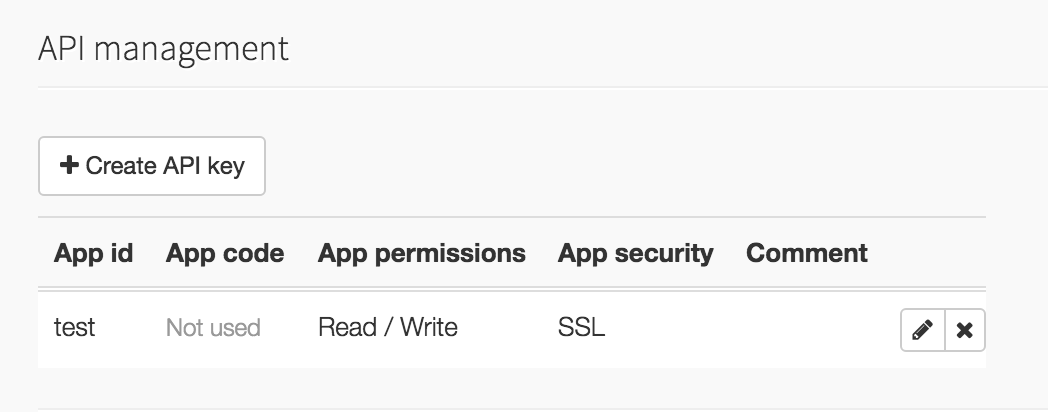 API management
Create API key
App id App code App permissions App security Comment
test Not used Read / Write SSL